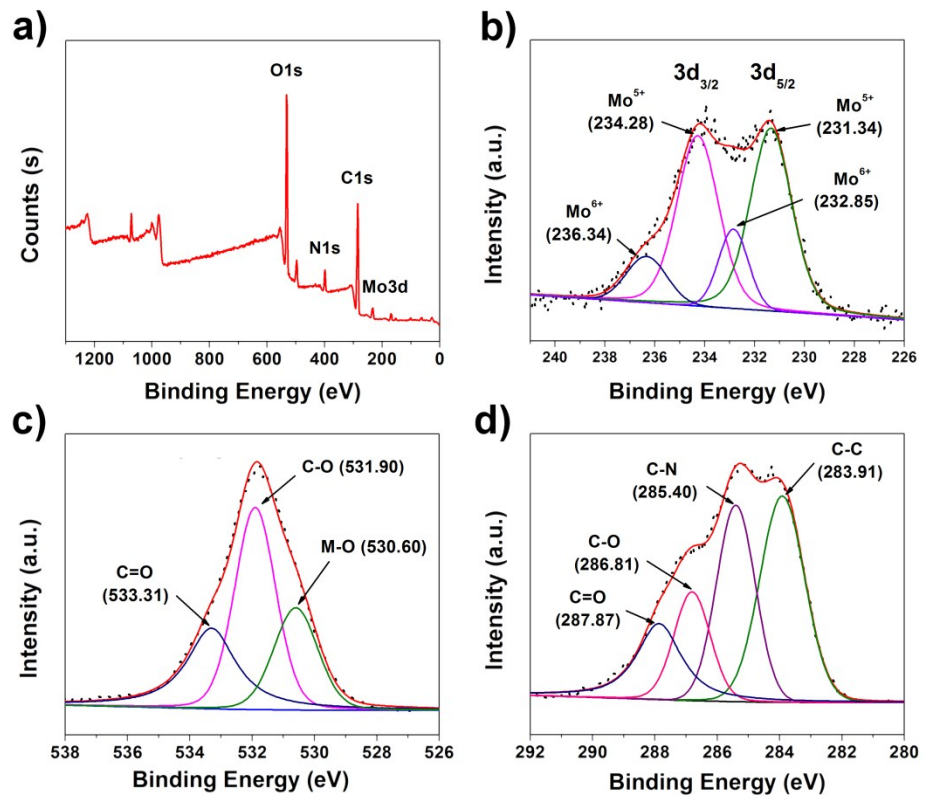 a)
O1s
C1s
N1s
Mo3d
Counts (s)
1200 1000 800 600 400 200 0
Binding Energy (eV)
b)
3d3/2 3d5/2
Mo5+
(234.28)
Mo5+
(231.34)
Mo6+
(232.85)
Mo6+
(236.34)
Intensity (a.u.)
240 238 236 234 232 230 228 226
Binding Energy (eV)
c)
C-O (531.90)
M-O (530.60)
C=O
(533.31)
Intensity (a.u.)
538 536 534 532 530 528 526
Binding Energy (eV)
d)
C-C
(283.91)
C-N
(285.40)
C-O
(286.81)
C=O
(287.87)
Intensity (a.u.)
292 290 288 286 284 282 280
Binding Energy (eV)